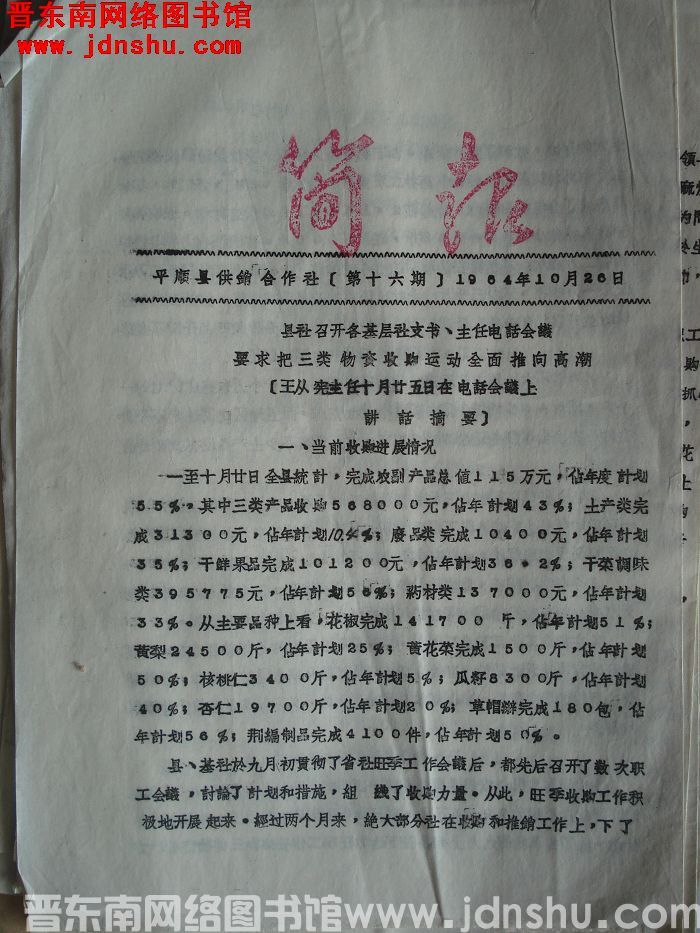 晋东南网络图书馆
www.jdnshu.com
简报
平顺县供銷合作社〔第十六期〕1964年10月26日
县社召开各基层社支书、主任电話会議
要求把三类物资收购运动全面推向高潮
〔王从宪主任十月廿五日在电話会議上
訲話摘要〕
一、当前收购进展情况
一至十月廿日全县統計，完成农副产品总值115万元，佔年度計划
55%。其中三类产品收购568000元，佔年計划43%；土产类完
成31300元，佔年計划10.4%；废品类完成10400元，佔年計划
35%；干鲜果品完成101200元，佔年計划36.2%；干菜調味
类395775元，佔年計划56%；葯材类137000元，佔年計划
33%。从主要品种上看，花椒完成141700斤，佔年計划51%；
黄梨24500斤，佔年計划25%；黄花菜完成1500斤，佔年計划
50%；核桃仁3400斤，佔年計划5%；瓜籽8300斤，佔年計划
40%；杏仁19700斤，佔年計划20%；草帽辮完成180包，佔
年計划56%；荆編制品完成4100件，佔年計划50%。
县、基社於九月初貫彻了省社旺季工作会議后，都先后召开了数次职
工会議，討論了計划和措施，組 織了收购力量。从此，旺季收购工作积
极地开展起来。經过两个月来，絶大部分社在收购和推銷工作上，下了
领
的
工
购
抓
花
上
晋东南网络图书馆www.jdnshu.com